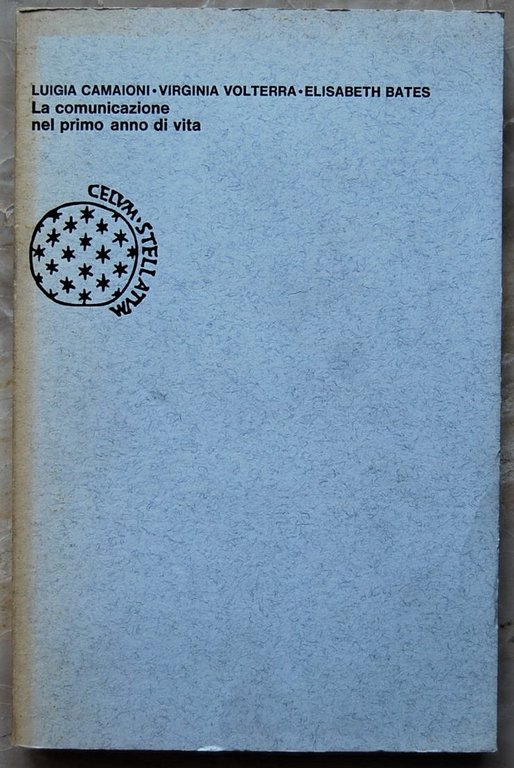 LUIGIA CAMAIONI•VIRGINIA VOLTERRA•ELISABETH BATES
La comunicazione
nel primo anno di vita
CELVM•STELLATVM